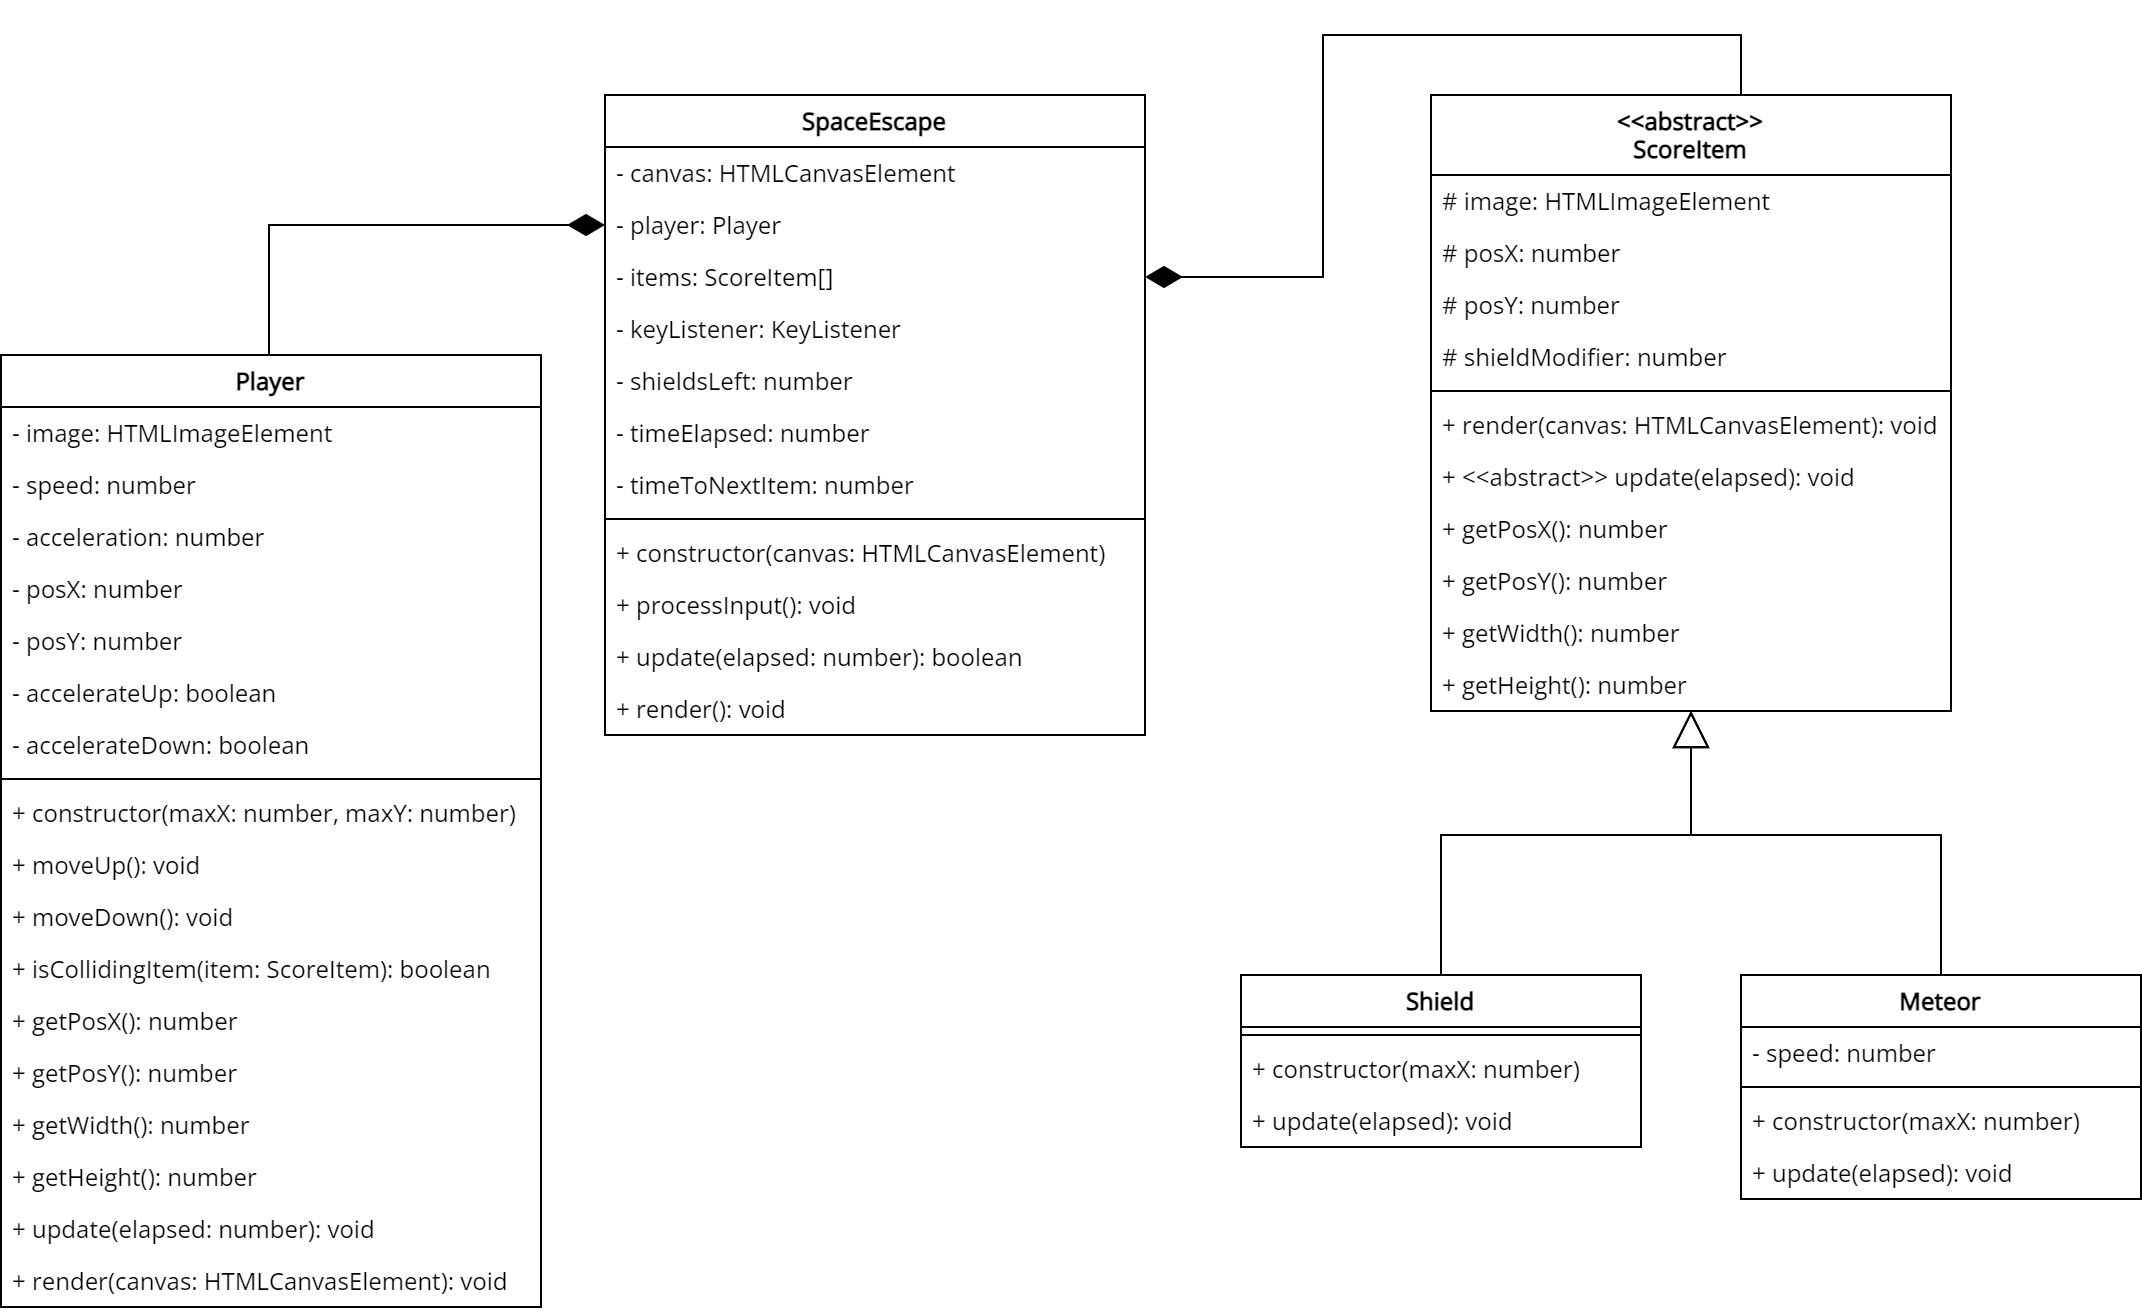 SpaceEscape
- canvas: HTMLCanvasElement
- player: Player
- items: ScoreItem[]
- keyListener: KeyListener
- shieldsLeft: number
- timeElapsed: number
- timeToNextItem: number
+ constructor(canvas: HTMLCanvasElement)
+ processInput(): void
+ update(elapsed: number): boolean
+ render(): void
<<abstract>>
ScoreItem
# image: HTMLImageElement
# posX: number
# posY: number
# shieldModifier: number
+ render(canvas: HTMLCanvasElement): void
+ <<abstract>> update(elapsed): void
+ getPosX(): number
+ getPosY(): number
+ getWidth(): number
+ getHeight(): number
Player
- image: HTMLImageElement
- speed: number
- acceleration: number
- posX: number
- posY: number
- accelerateUp: boolean
- accelerateDown: boolean
+ constructor(maxX: number, maxY: number)
+ moveUp(): void
+ moveDown(): void
+ isCollidingItem(item: ScoreItem): boolean
+ getPosX(): number
+ getPosY(): number
+ getWidth(): number
+ getHeight(): number
+ update(elapsed: number): void
+ render(canvas: HTMLCanvasElement): void
Shield
+ constructor(maxX: number)
+ update(elapsed): void
Meteor
- speed: number
+ constructor(maxX: number)
+ update(elapsed): void